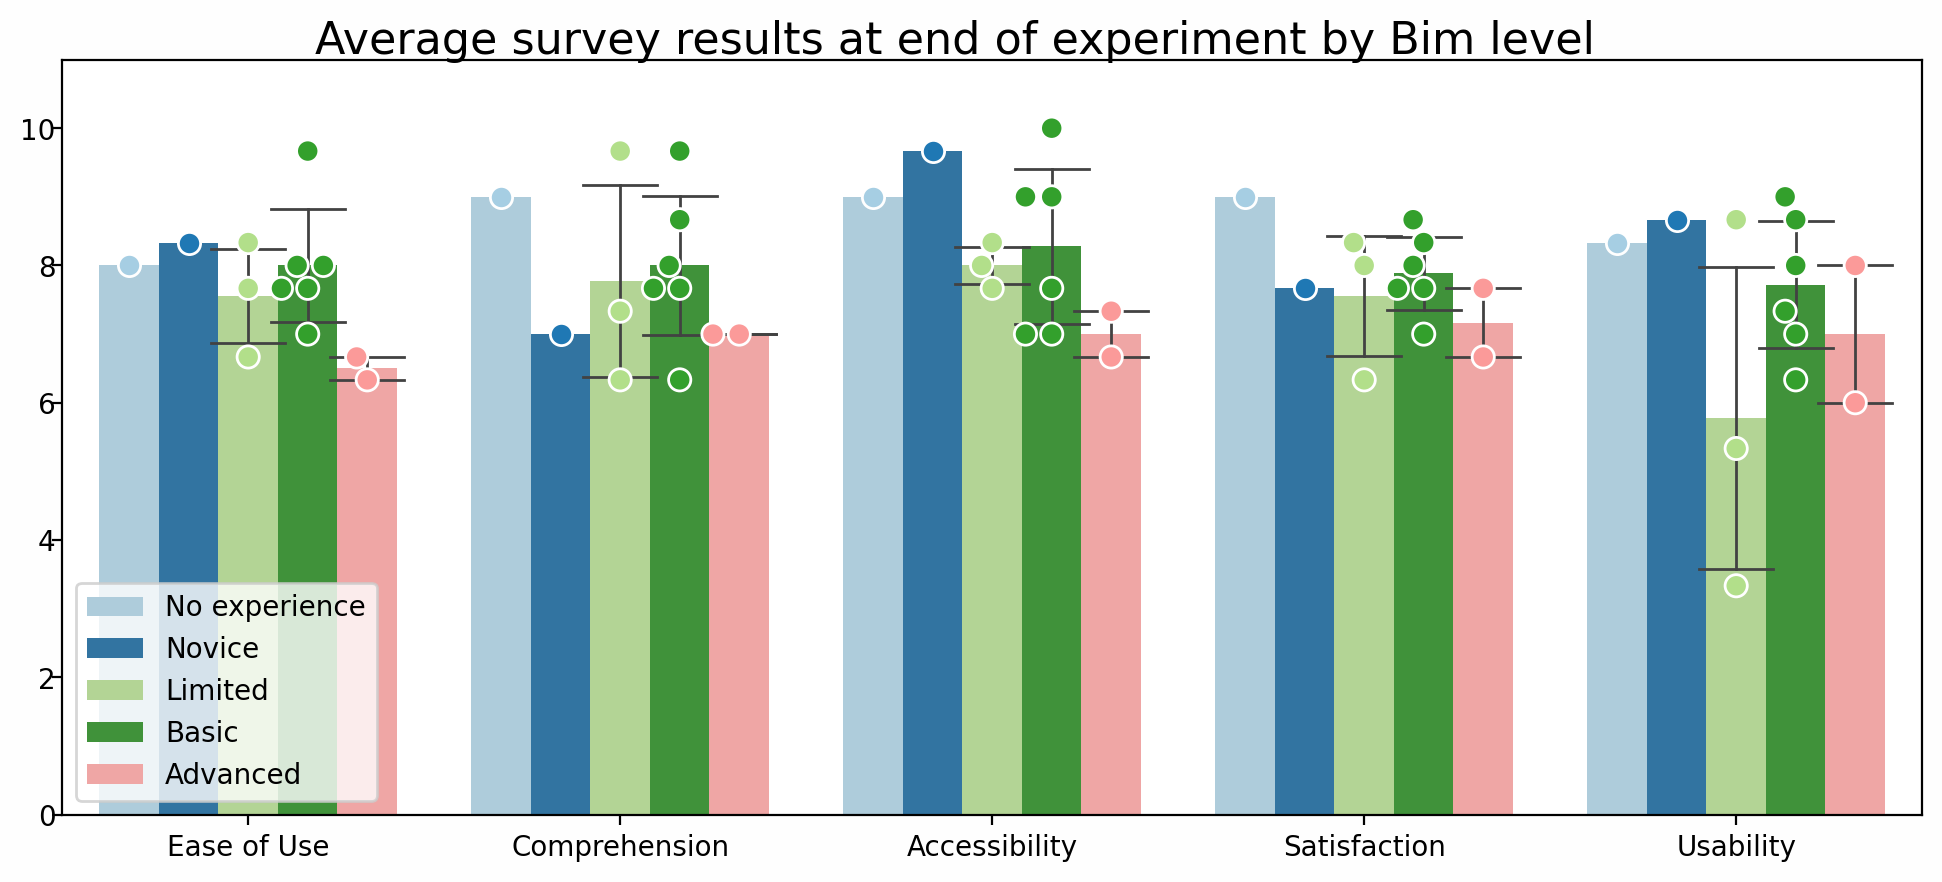 Average survey results at end of experiment by Bim level
10
8
6
4
2
0
No experience
Novice
Limited
Basic
Advanced
Ease of Use
Comprehension
Accessibility
Satisfaction
Usability